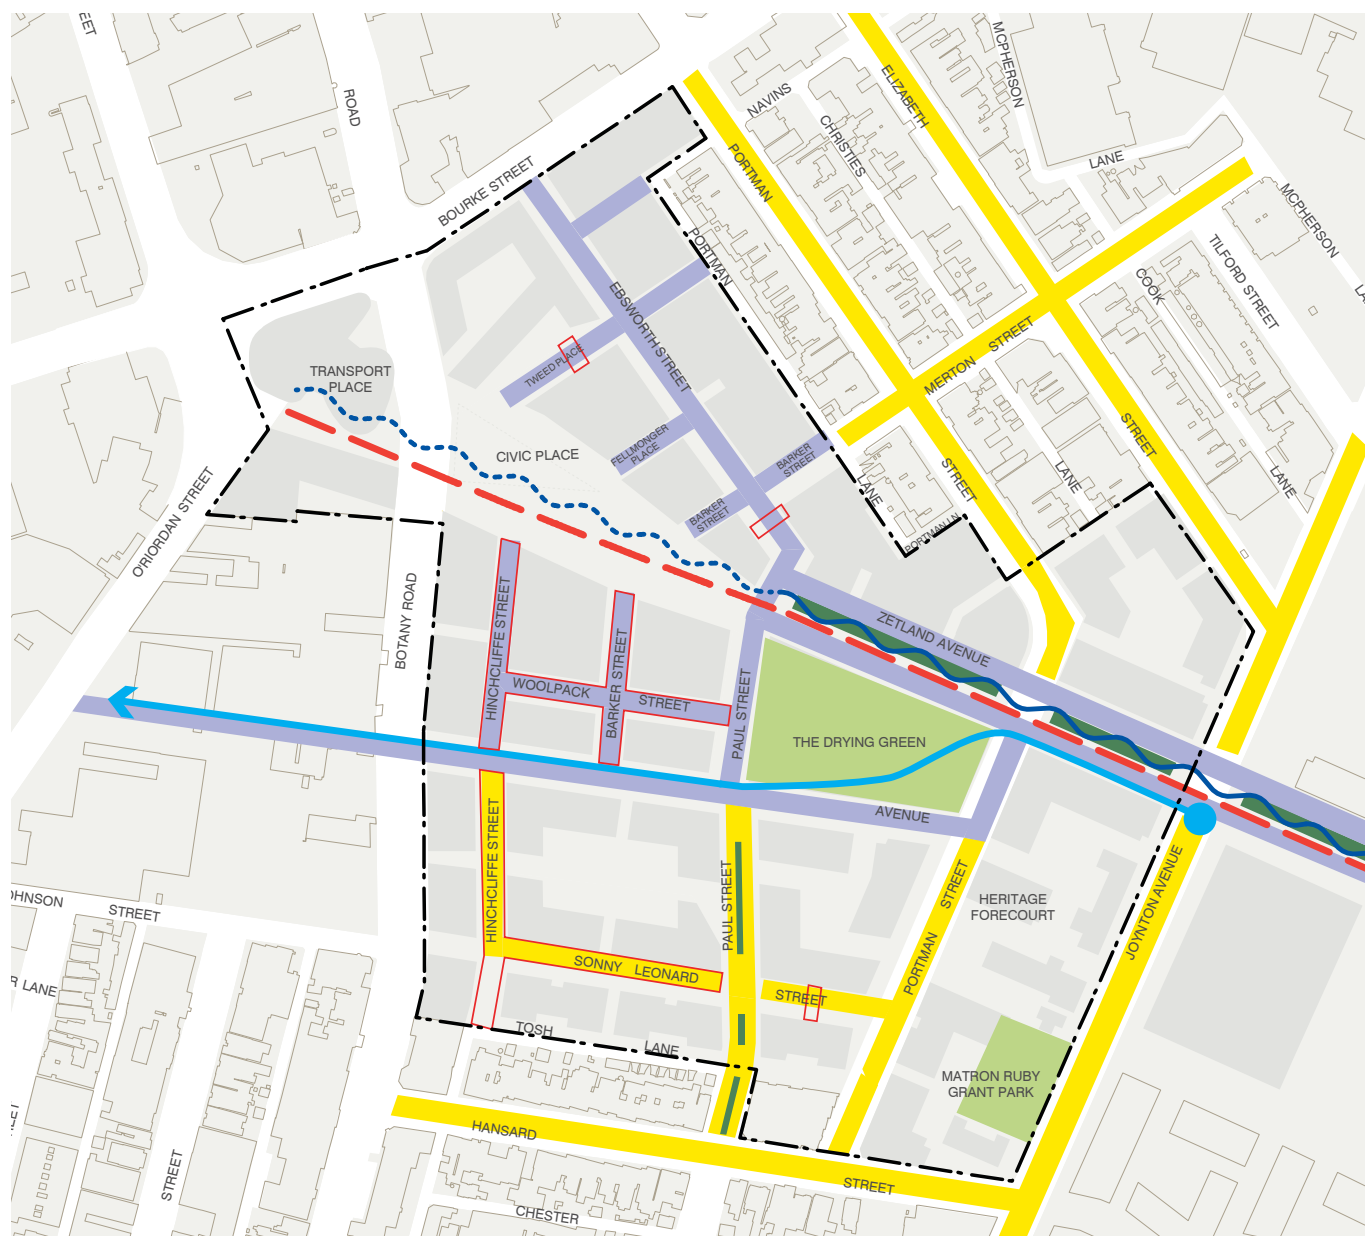 EET
ROAD
BOURKE STREET
NAVINS
LANE
CHRISTIES
ELIZABETH
STREET
MCPHERSON
MCPHERSON
LA
PORTMAN
STREET
PORTMAN
LANE
PORTMAN LN
MERTON STREET
COOK
LANE
TILFORD STREET
LANE
EBSWORTH STREET
TWEED PLACE
FELLMONGER
PLACE
BARKER
STREET
BARKER
STREET
TRANSPORT
PLACE
CIVIC PLACE
O'RIORDAN STREET
BOTANY ROAD
HINCHCLIFFE STREET
BARKER STREET
WOOLPACK STREET
PAUL STREET
ZETLAND AVENUE
THE DRYING GREEN
AVENUE
HINCHCLIFFE STREET
PAUL STREET
SONNY LEONARD STREET
PORTMAN STREET
HERITAGE
FORECOURT
JOYNTON AVENUE
MATRON RUBY
GRANT PARK
TOSH LANE
HANSARD STREET
CHESTER
OHNSON STREET
R LANE
STREET
REET